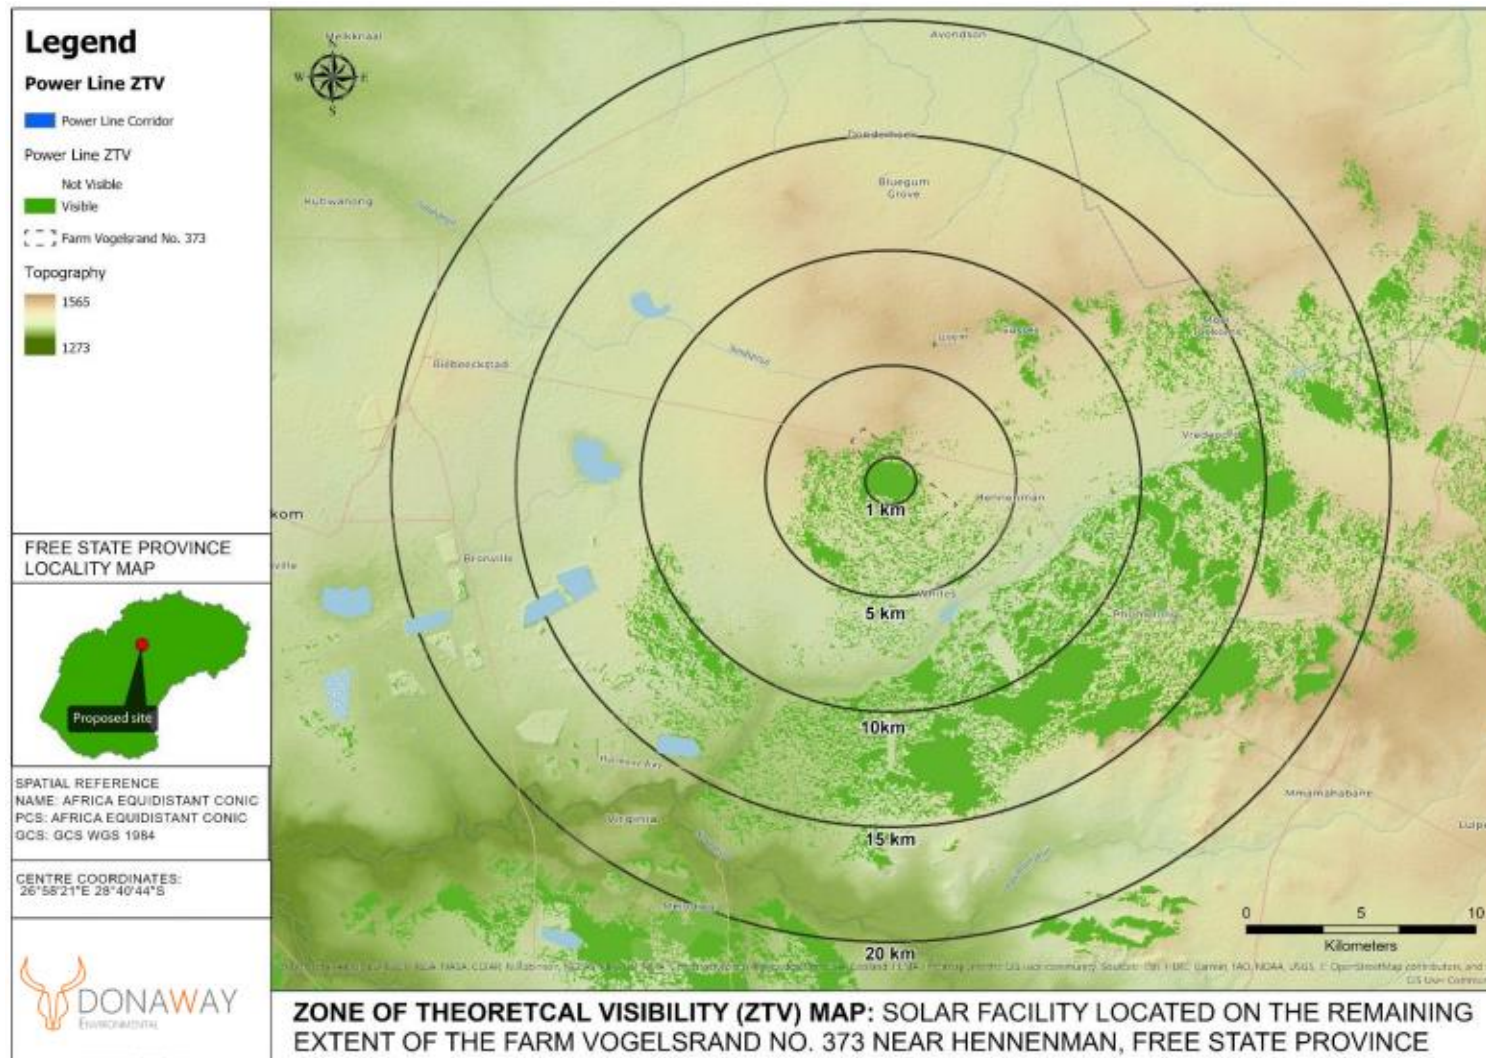 Legend
Power Line ZTV
Power Line Corridor
Power Line ZTV
Not Visible
Visible
Farm Vogelsrand No. 373
Topography
1565
1273
FREE STATE PROVINCE
LOCALITY MAP
Proposed site
SPATIAL REFERENCE
NAME: AFRICA EQUIDISTANT CONIC
PCS: AFRICA EQUIDISTANT CONIC
GCS: GCS WGS 1984
CENTRE COORDINATES:
26°58'21"E 28°40'44"S
DONAWAY
ENVIRONMENTAL
N
W E
S
Avondson
Bluegum
Grove
Riebeeckstad
Hennenman
kom
ville
Bronville
Whites
Phomolong
Virginia
Mmamahabane
1 km
5 km
10km
15 km
20 km
0 5 10
Kilometers
ZONE OF THEORETCAL VISIBILITY (ZTV) MAP: SOLAR FACILITY LOCATED ON THE REMAINING
EXTENT OF THE FARM VOGELSRAND NO. 373 NEAR HENNENMAN, FREE STATE PROVINCE